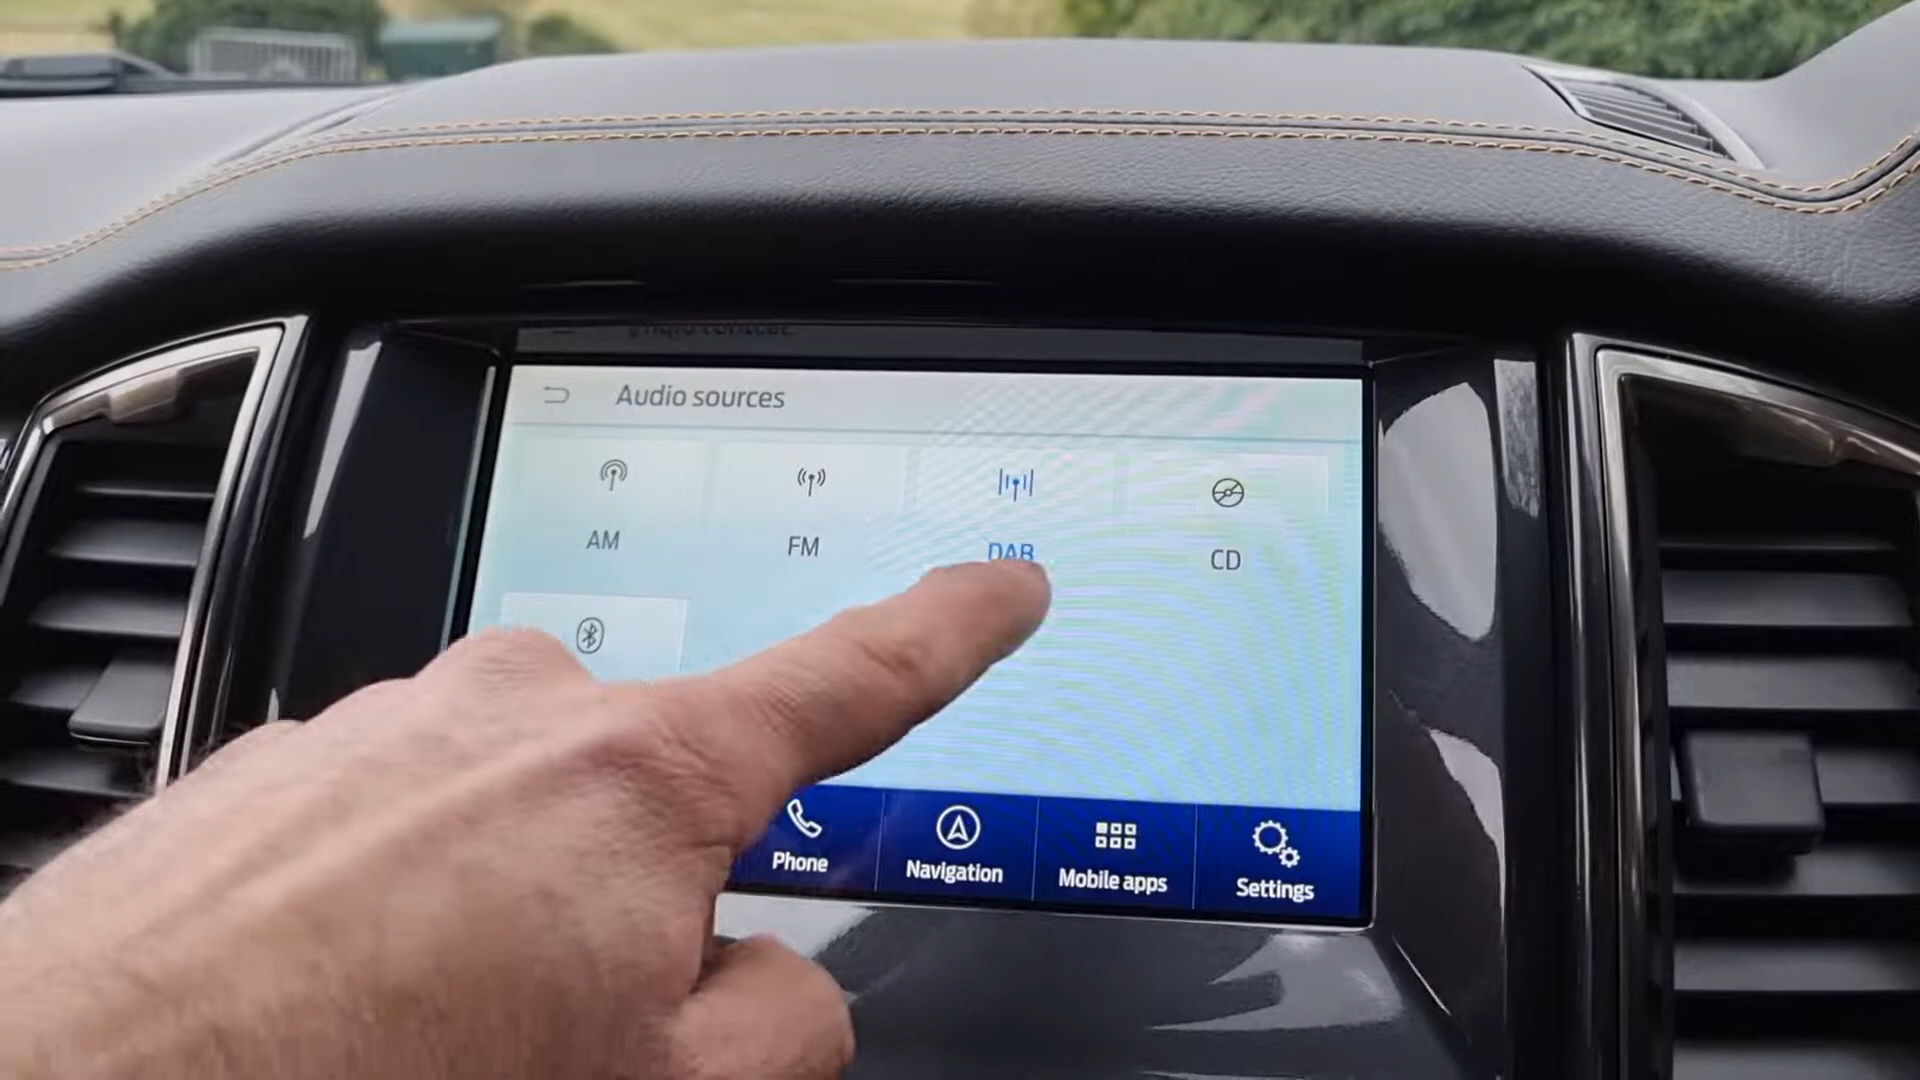 Audio sources
AM
FM
DAB
CD
Phone
Navigation
Mobile apps
Settings